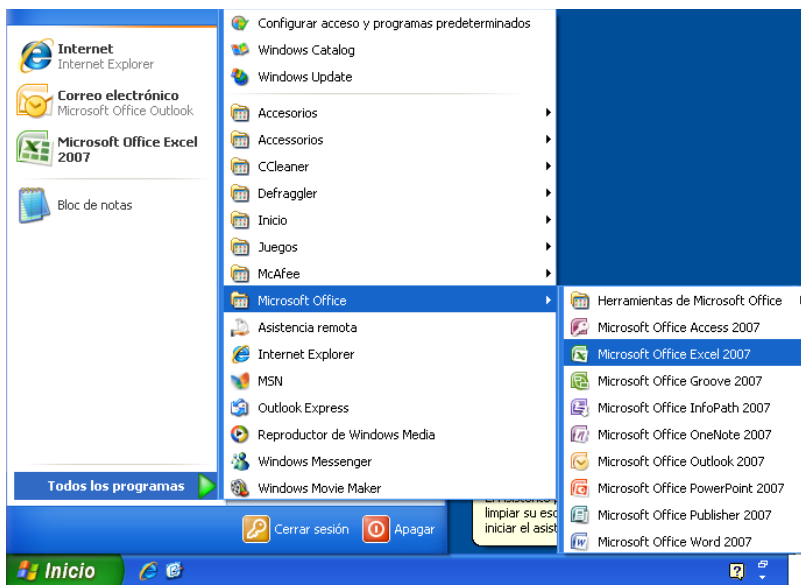 Internet
Internet Explorer
Correo electrónico
Microsoft Office Outlook
Microsoft Office Excel
2007
Bloc de notas
Todos los programas
Configurar acceso y programas predeterminados
Windows Catalog
Windows Update
Accesorios
Accessorios
CCleaner
Defraggler
Inicio
Juegos
McAfee
Microsoft Office
Asistencia remota
Internet Explorer
MSN
Outlook Express
Reproductor de Windows Media
Windows Messenger
Windows Movie Maker
Herramientas de Microsoft Office
Microsoft Office Access 2007
Microsoft Office Excel 2007
Microsoft Office Groove 2007
Microsoft Office InfoPath 2007
Microsoft Office OneNote 2007
Microsoft Office Outlook 2007
Microsoft Office PowerPoint 2007
Microsoft Office Publisher 2007
Microsoft Office Word 2007
limpiar su esc
iniciar el asist
Cerrar sesión
Apagar
Inicio